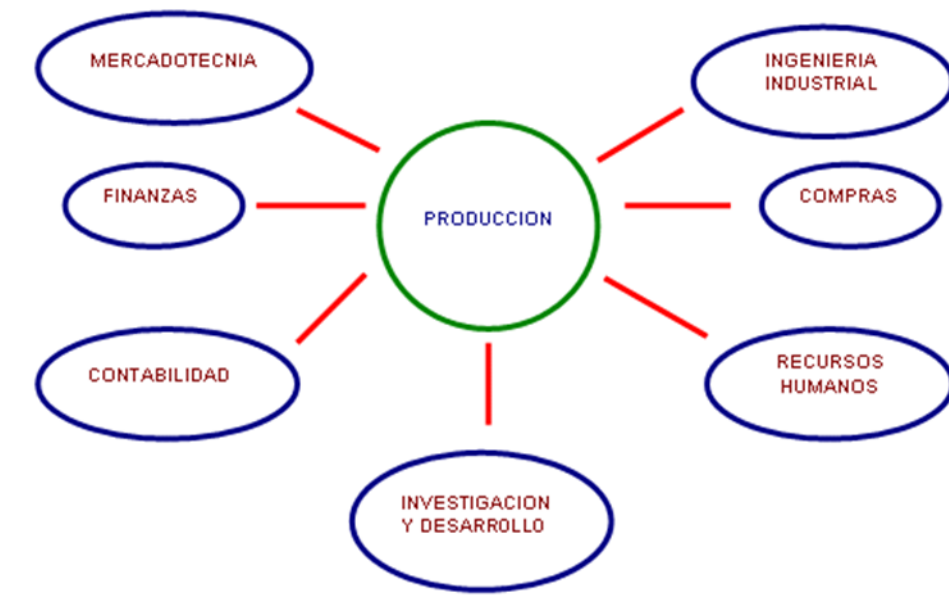 MERCADOTECNIA
INGENIERIA
INDUSTRIAL
FINANZAS
COMPRAS
PRODUCCION
CONTABILIDAD
RECURSOS
HUMANOS
INVESTIGACION
Y DESARROLLO